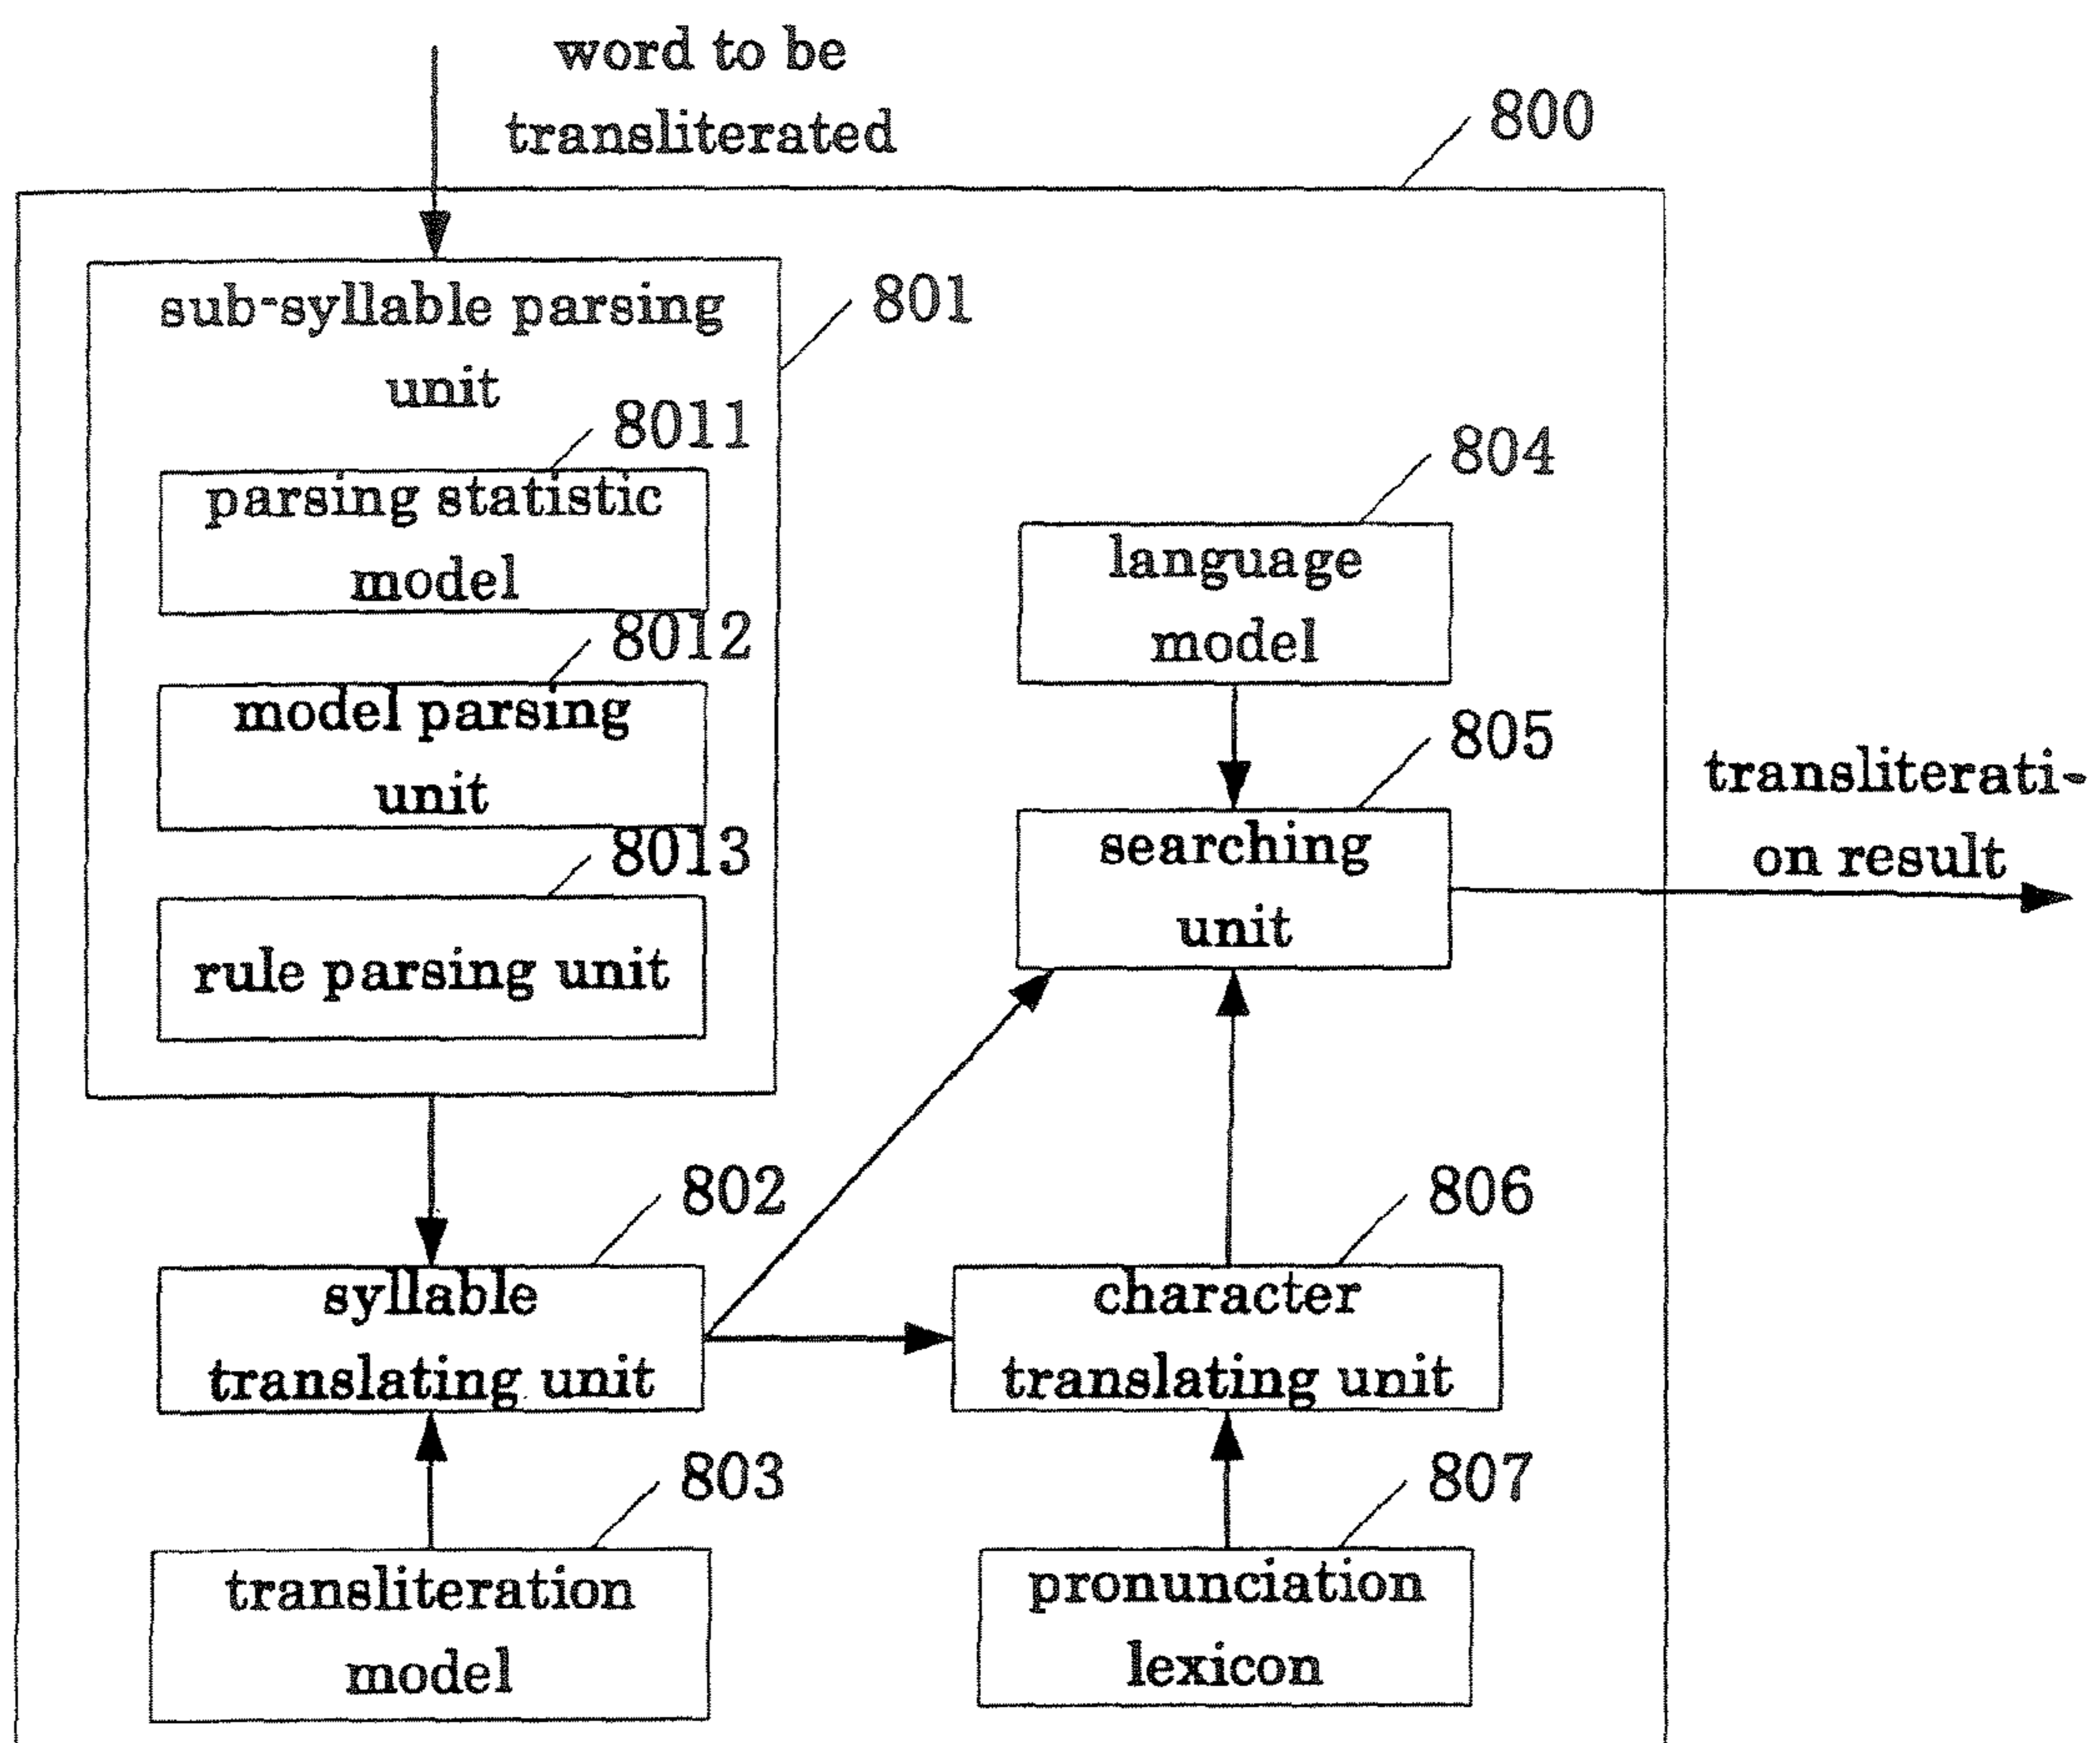 word to be
transliterated
800
sub-syllable parsing
unit
801
8011
parsing statistic
model
8012
model parsing
unit
8013
rule parsing unit
804
language
model
805
searching
unit
transliterati-
on result
802
syllable
translating unit
806
character
translating unit
803
transliteration
model
807
pronunciation
lexicon